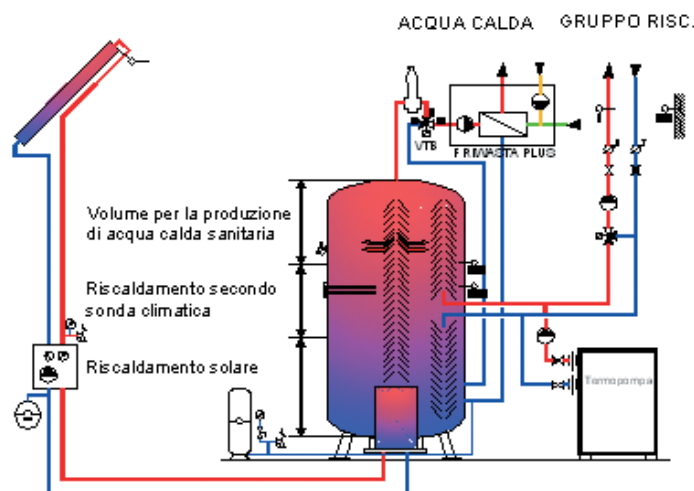 ACQUA CALDA
GRUPPO RISC.
VTB
FRIWASTA PLUS
Volume per la produzione
di acqua calda sanitaria
Riscaldamento secondo
sonda climatica
Riscaldamento solare
Termopompa